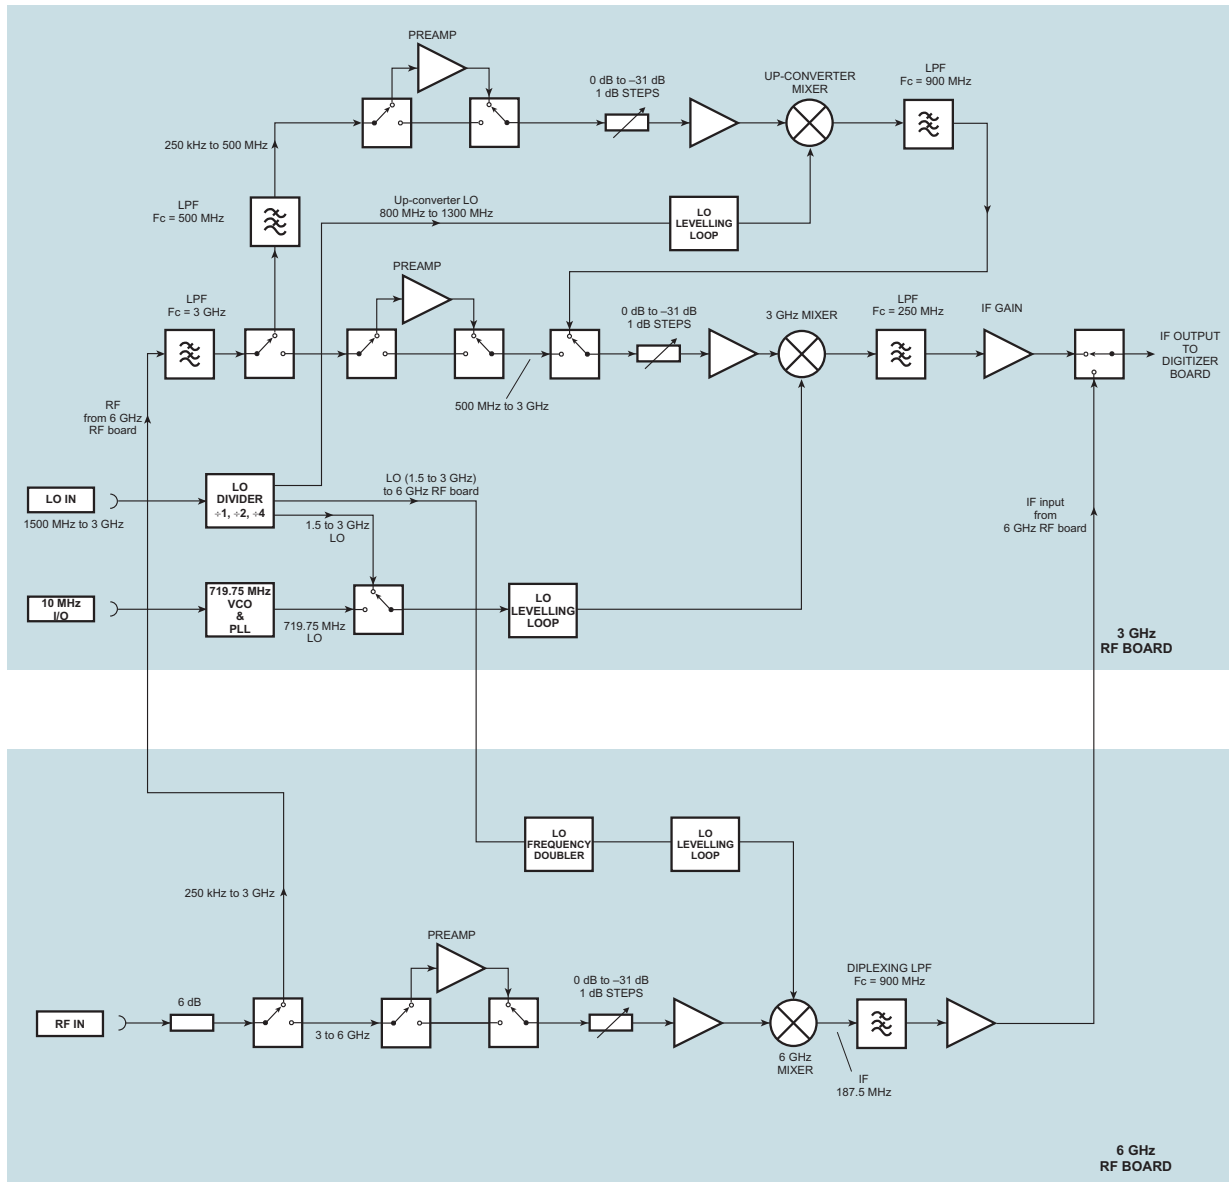 PREAMP
0 dB to –31 dB
1 dB STEPS
UP-CONVERTER
MIXER
LPF
Fc = 900 MHz
250 kHz to 500 MHz
LPF
Fc = 500 MHz
Up-converter LO
800 MHz to 1300 MHz
LO
LEVELLING
LOOP
PREAMP
LPF
Fc = 3 GHz
0 dB to –31 dB
1 dB STEPS
3 GHz MIXER
LPF
Fc = 250 MHz
IF GAIN
IF OUTPUT
TO
DIGITIZER
BOARD
500 MHz to 3 GHz
RF
from 6 GHz
RF board
LO IN
1500 MHz to 3 GHz
LO
DIVIDER
÷1, ÷2, ÷4
LO (1.5 to 3 GHz)
to 6 GHz RF board
1.5 to 3 GHz
LO
IF input
from
6 GHz RF board
10 MHz
I/O
719.75 MHz
VCO
&
PLL
719.75 MHz
LO
LO
LEVELLING
LOOP
3 GHz
RF BOARD
LO
FREQUENCY
DOUBLER
LO
LEVELLING
LOOP
250 kHz to 3 GHz
PREAMP
0 dB to –31 dB
1 dB STEPS
DIPLEXING LPF
Fc = 900 MHz
RF IN
6 dB
3 to 6 GHz
6 GHz
MIXER
IF
187.5 MHz
6 GHz
RF BOARD